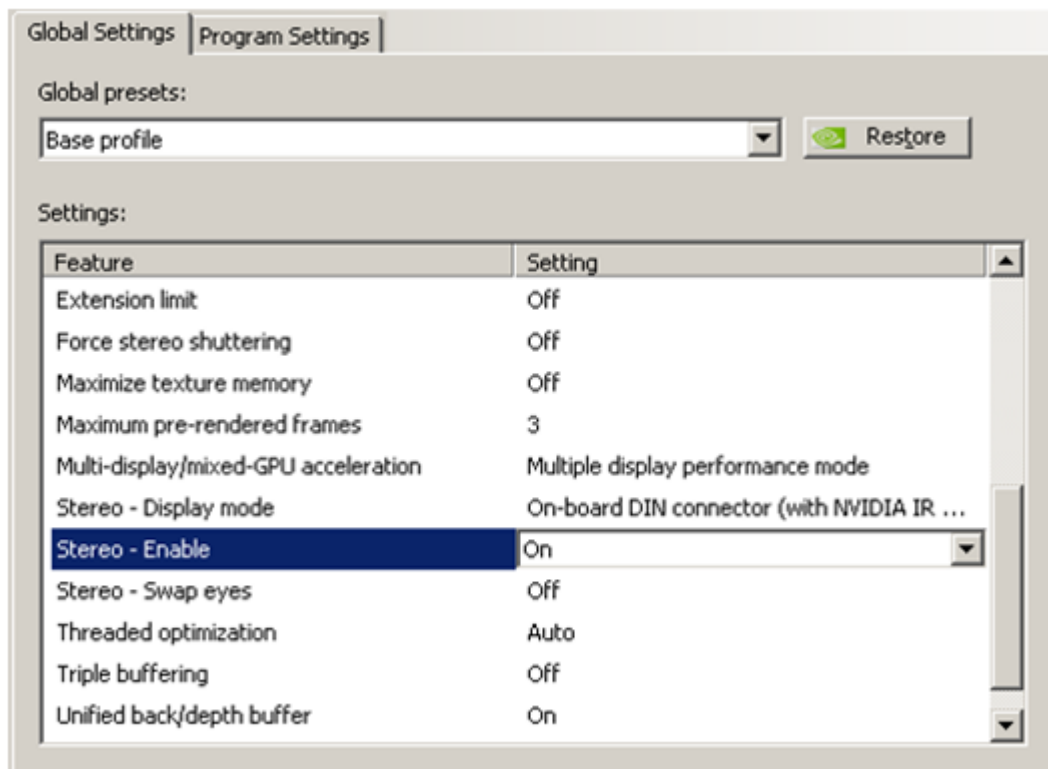 Global Settings Program Settings
Global presets:
Base profile Restore
Settings:
Feature Setting
Extension limit Off
Force stereo shuttering Off
Maximize texture memory Off
Maximum pre-rendered frames 3
Multi-display/mixed-GPU acceleration Multiple display performance mode
Stereo - Display mode On-board DIN connector (with NVIDIA IR ...
Stereo - Enable On
Stereo - Swap eyes Off
Threaded optimization Auto
Triple buffering Off
Unified back/depth buffer On